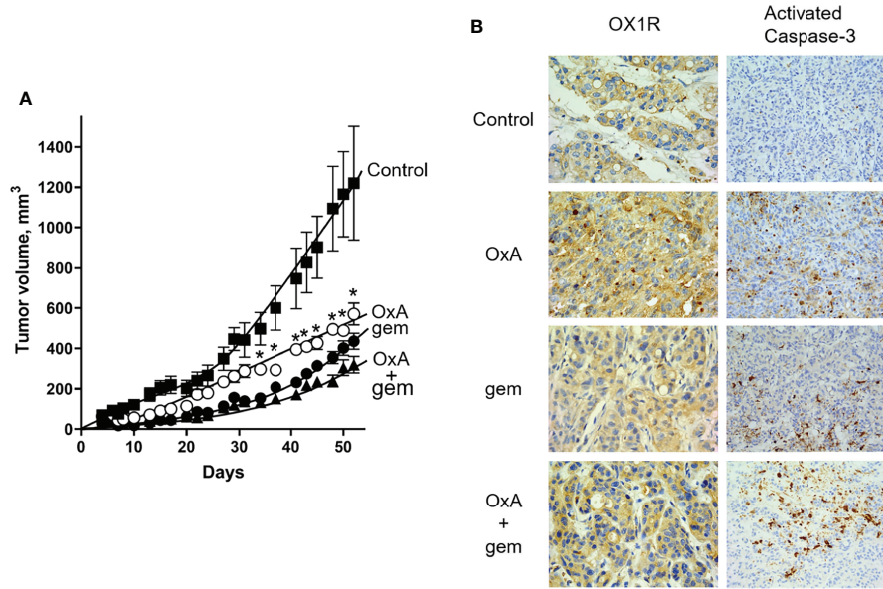 A
Tumor volume, mm³
1400
1200
1000
800
600
400
200
0
0 10 20 30 40 50
Days
Control
OxA
gem
OxA
+
gem
* * * * * * * *
B
OX1R
Activated
Caspase-3
Control
OxA
gem
OxA
+
gem